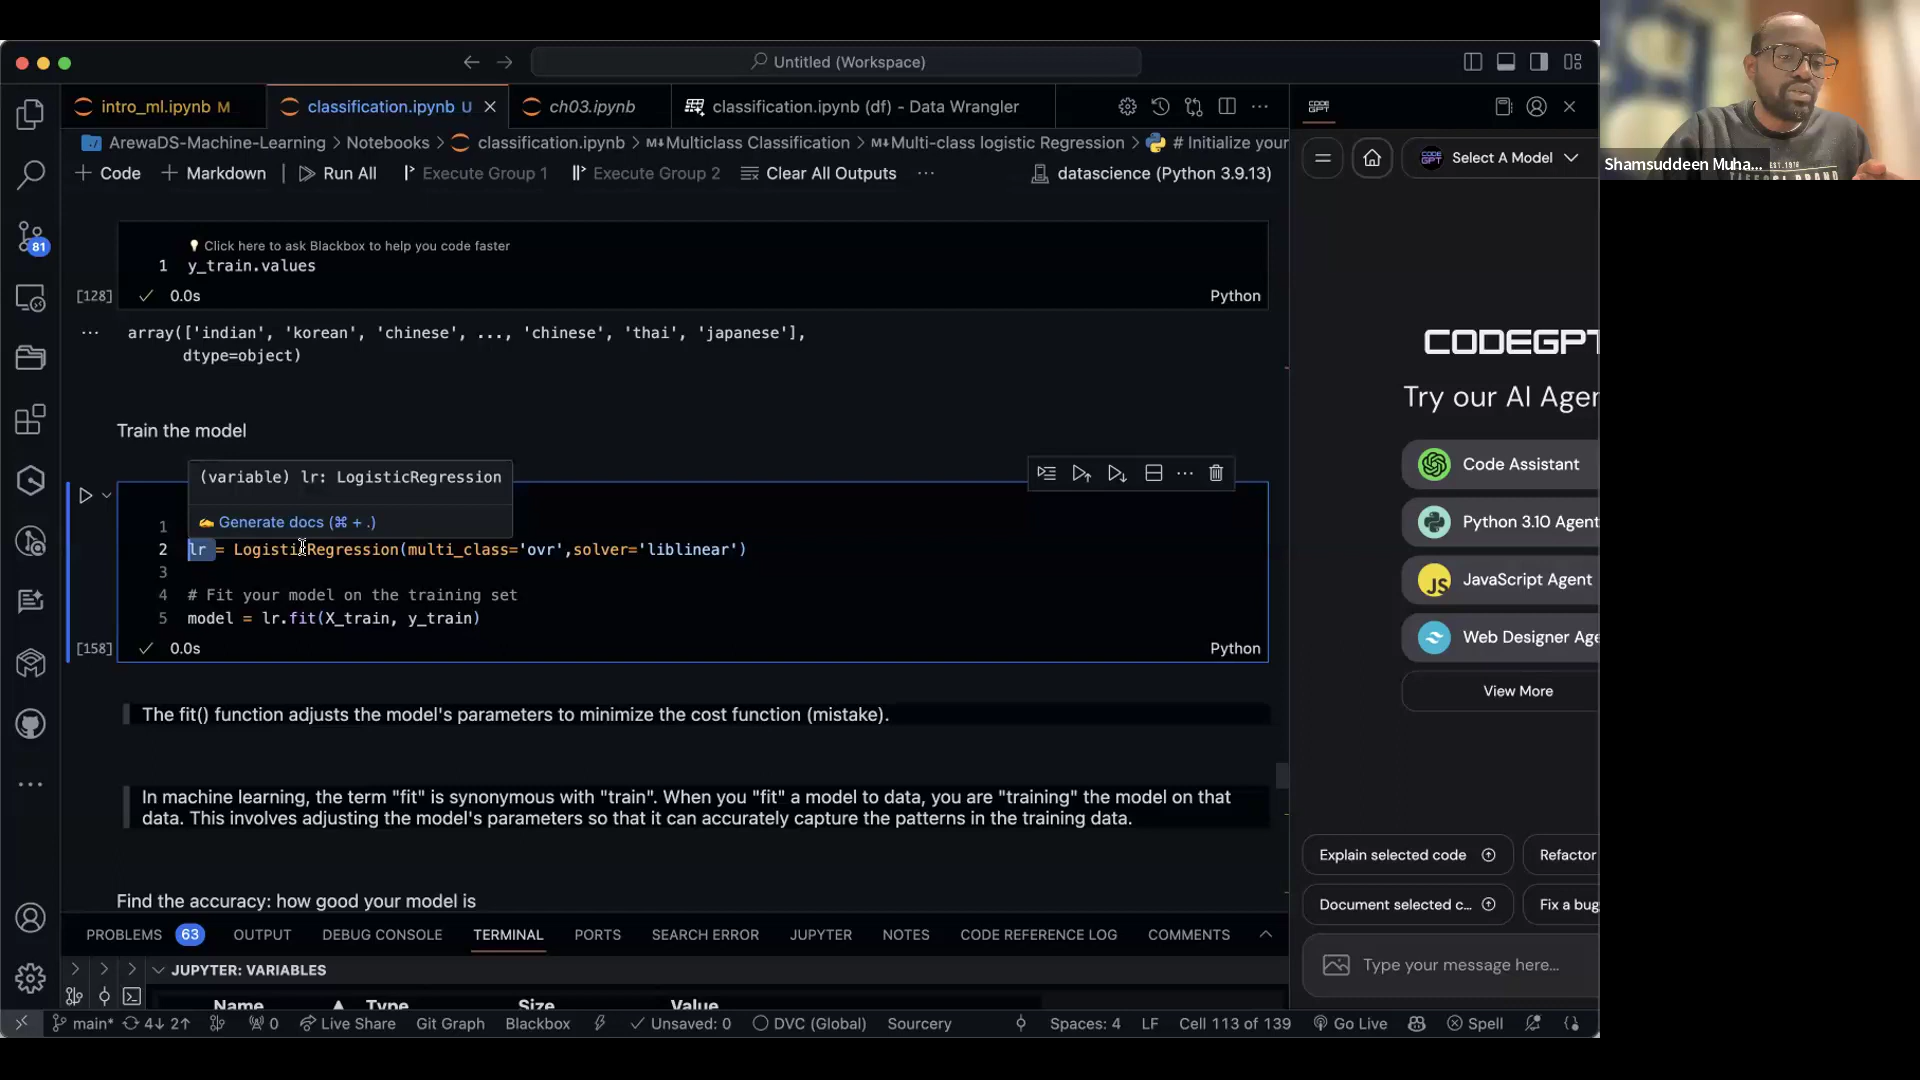 Untitled (Workspace)
intro_ml.ipynb M
classification.ipynb U
ch03.ipynb
classification.ipynb (df) - Data Wrangler
ArewaDS-Machine-Learning > Notebooks > classification.ipynb > M↓Multiclass Classification > M↓Multi-class logistic Regression > # Initialize your
+ Code + Markdown Run All Execute Group 1 Execute Group 2 Clear All Outputs ... datascience (Python 3.9.13)
Click here to ask Blackbox to help you code faster
1 y_train.values
[128] ✓ 0.0s Python
... array(['indian', 'korean', 'chinese', ..., 'chinese', 'thai', 'japanese'],
dtype=object)
Train the model
(variable) lr: LogisticRegression
Generate docs (⌘ + .)
1
2 lr = LogisticRegression(multi_class='ovr',solver='liblinear')
3
4 # Fit your model on the training set
5 model = lr.fit(X_train, y_train)
[158] ✓ 0.0s Python
The fit() function adjusts the model's parameters to minimize the cost function (mistake).
In machine learning, the term "fit" is synonymous with "train". When you "fit" a model to data, you are "training" the model on that
data. This involves adjusting the model's parameters so that it can accurately capture the patterns in the training data.
Find the accuracy: how good your model is
PROBLEMS 63 OUTPUT DEBUG CONSOLE TERMINAL PORTS SEARCH ERROR JUPYTER NOTES CODE REFERENCE LOG COMMENTS
JUPYTER: VARIABLES
Name Type Size Value
main* 4↓ 2↑ 0 Live Share Git Graph Blackbox Unsaved: 0 DVC (Global) Sourcery Spaces: 4 LF Cell 113 of 139 Go Live Spell
81
Select A Model
CODEGPT
Try our AI Agen
Code Assistant
Python 3.10 Agent
JS
JavaScript Agent
Web Designer Age
View More
Explain selected code
Refactor
Document selected c...
Fix a bug
Type your message here...
Shamsuddeen Muha...